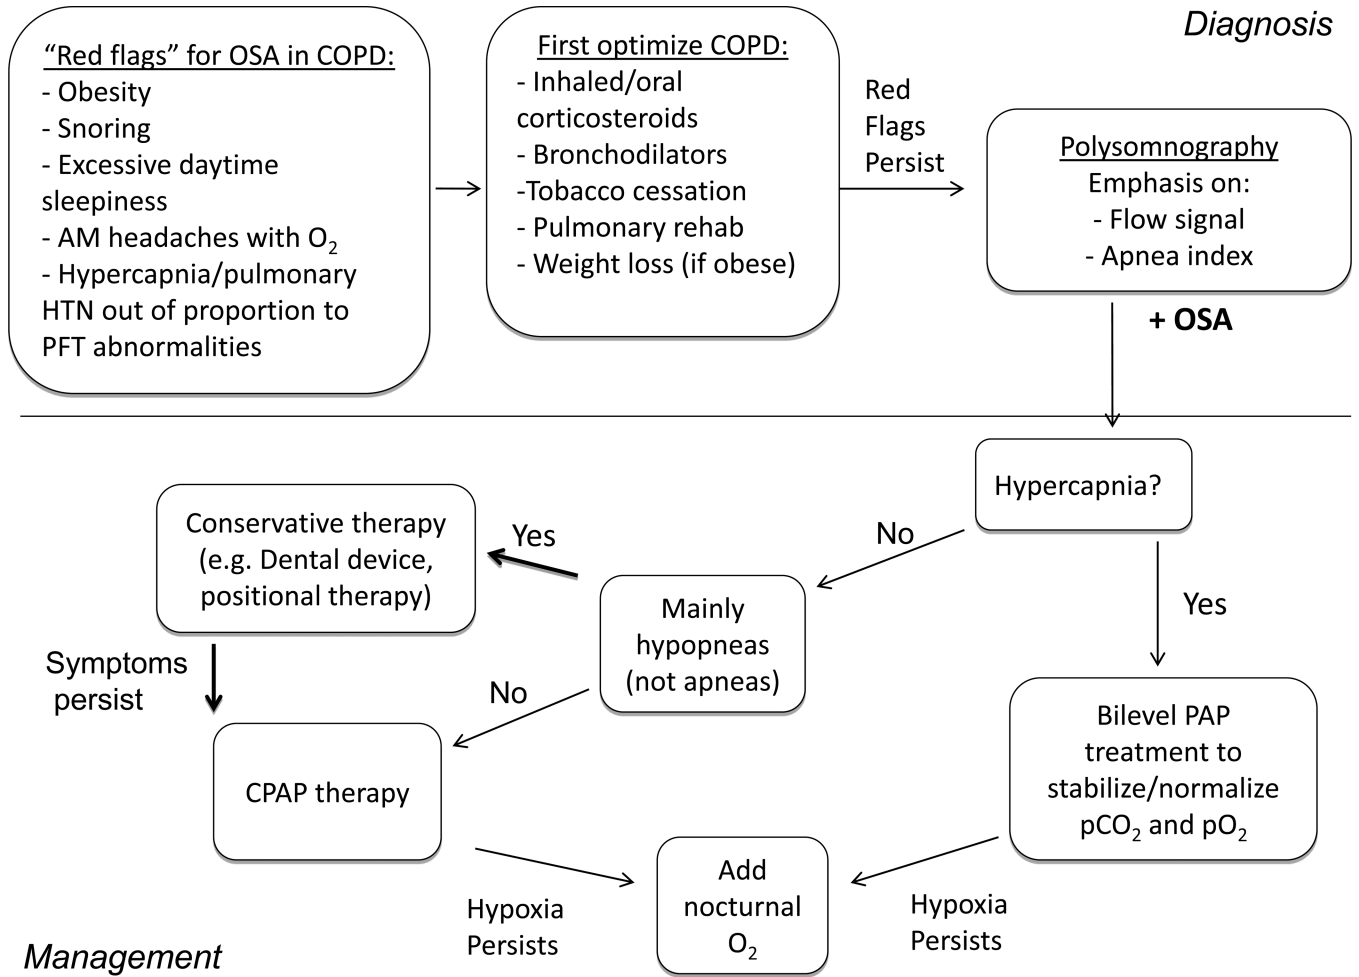 Diagnosis
“Red flags” for OSA in COPD:
- Obesity
- Snoring
- Excessive daytime
sleepiness
- AM headaches with O₂
- Hypercapnia/pulmonary
HTN out of proportion to
PFT abnormalities
First optimize COPD:
- Inhaled/oral
corticosteroids
- Bronchodilators
-Tobacco cessation
- Pulmonary rehab
- Weight loss (if obese)
Red
Flags
Persist
Polysomnography
Emphasis on:
- Flow signal
- Apnea index
+ OSA
Hypercapnia?
No
Yes
Mainly
hypopneas
(not apneas)
Yes
Conservative therapy
(e.g. Dental device,
positional therapy)
Symptoms
persist
No
CPAP therapy
Bilevel PAP
treatment to
stabilize/normalize
pCO₂ and pO₂
Hypoxia
Persists
Add
nocturnal
O₂
Hypoxia
Persists
Management